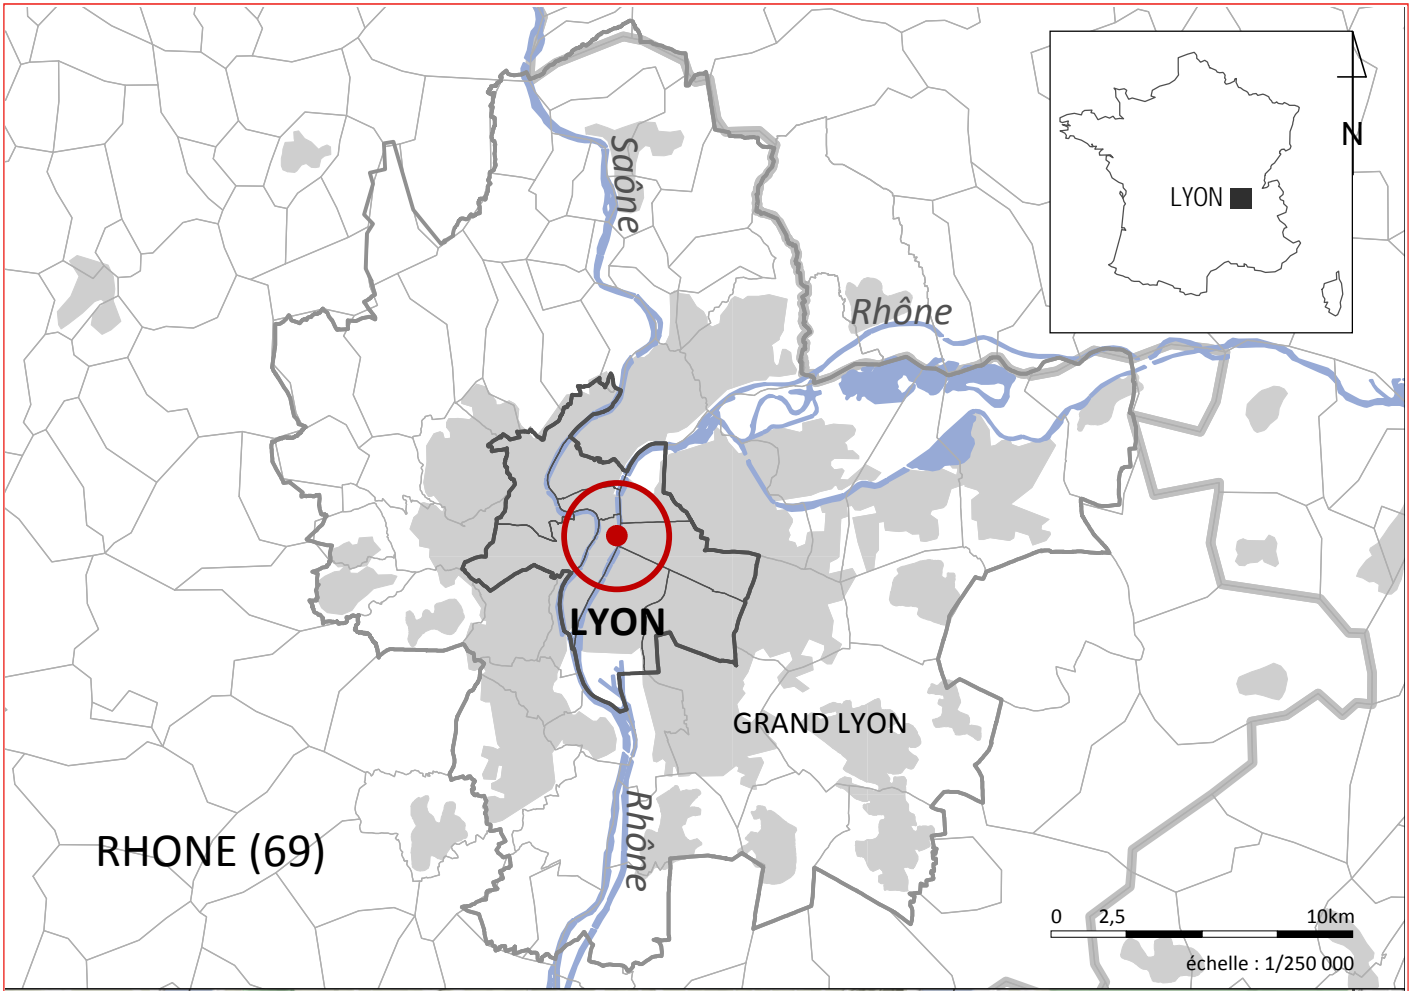 Saône
N
LYON
Rhône
LYON
GRAND LYON
Rhône
RHONE (69)
0 2,5 10km
échelle : 1/250 000